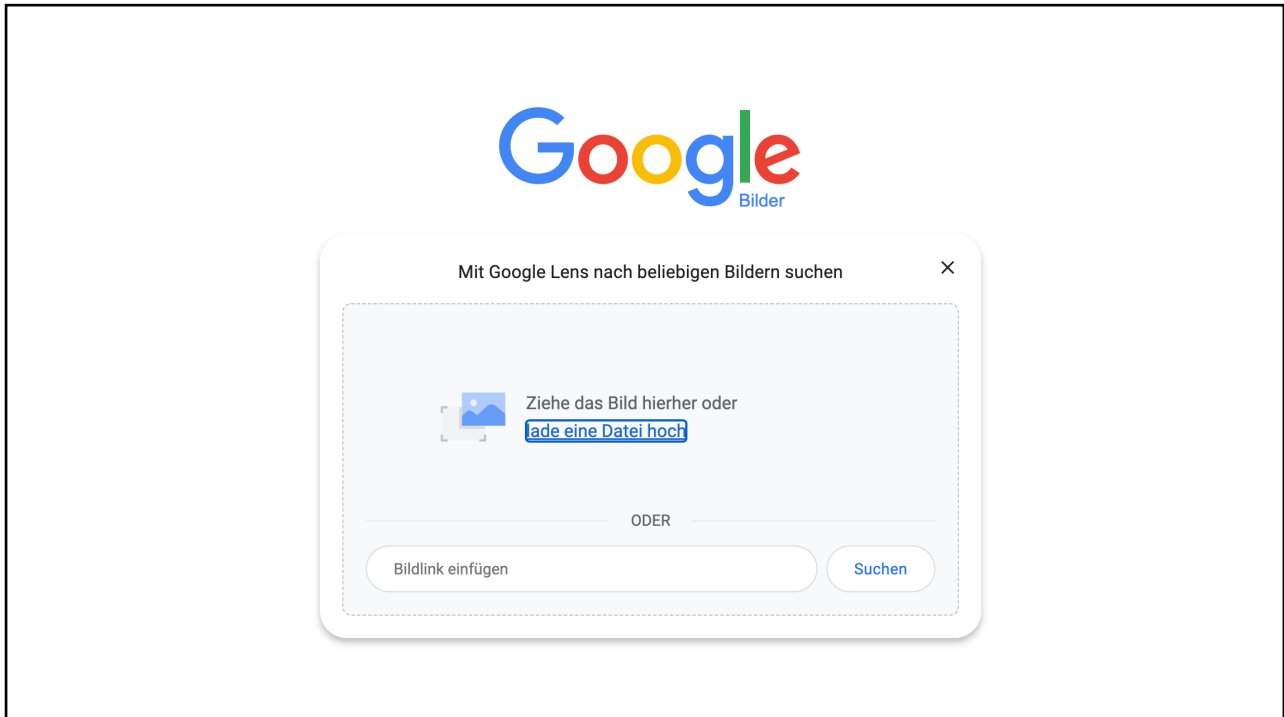 Google
Bilder
Mit Google Lens nach beliebigen Bildern suchen
Ziehe das Bild hierher oder
lade eine Datei hoch
ODER
Bildlink einfügen
Suchen